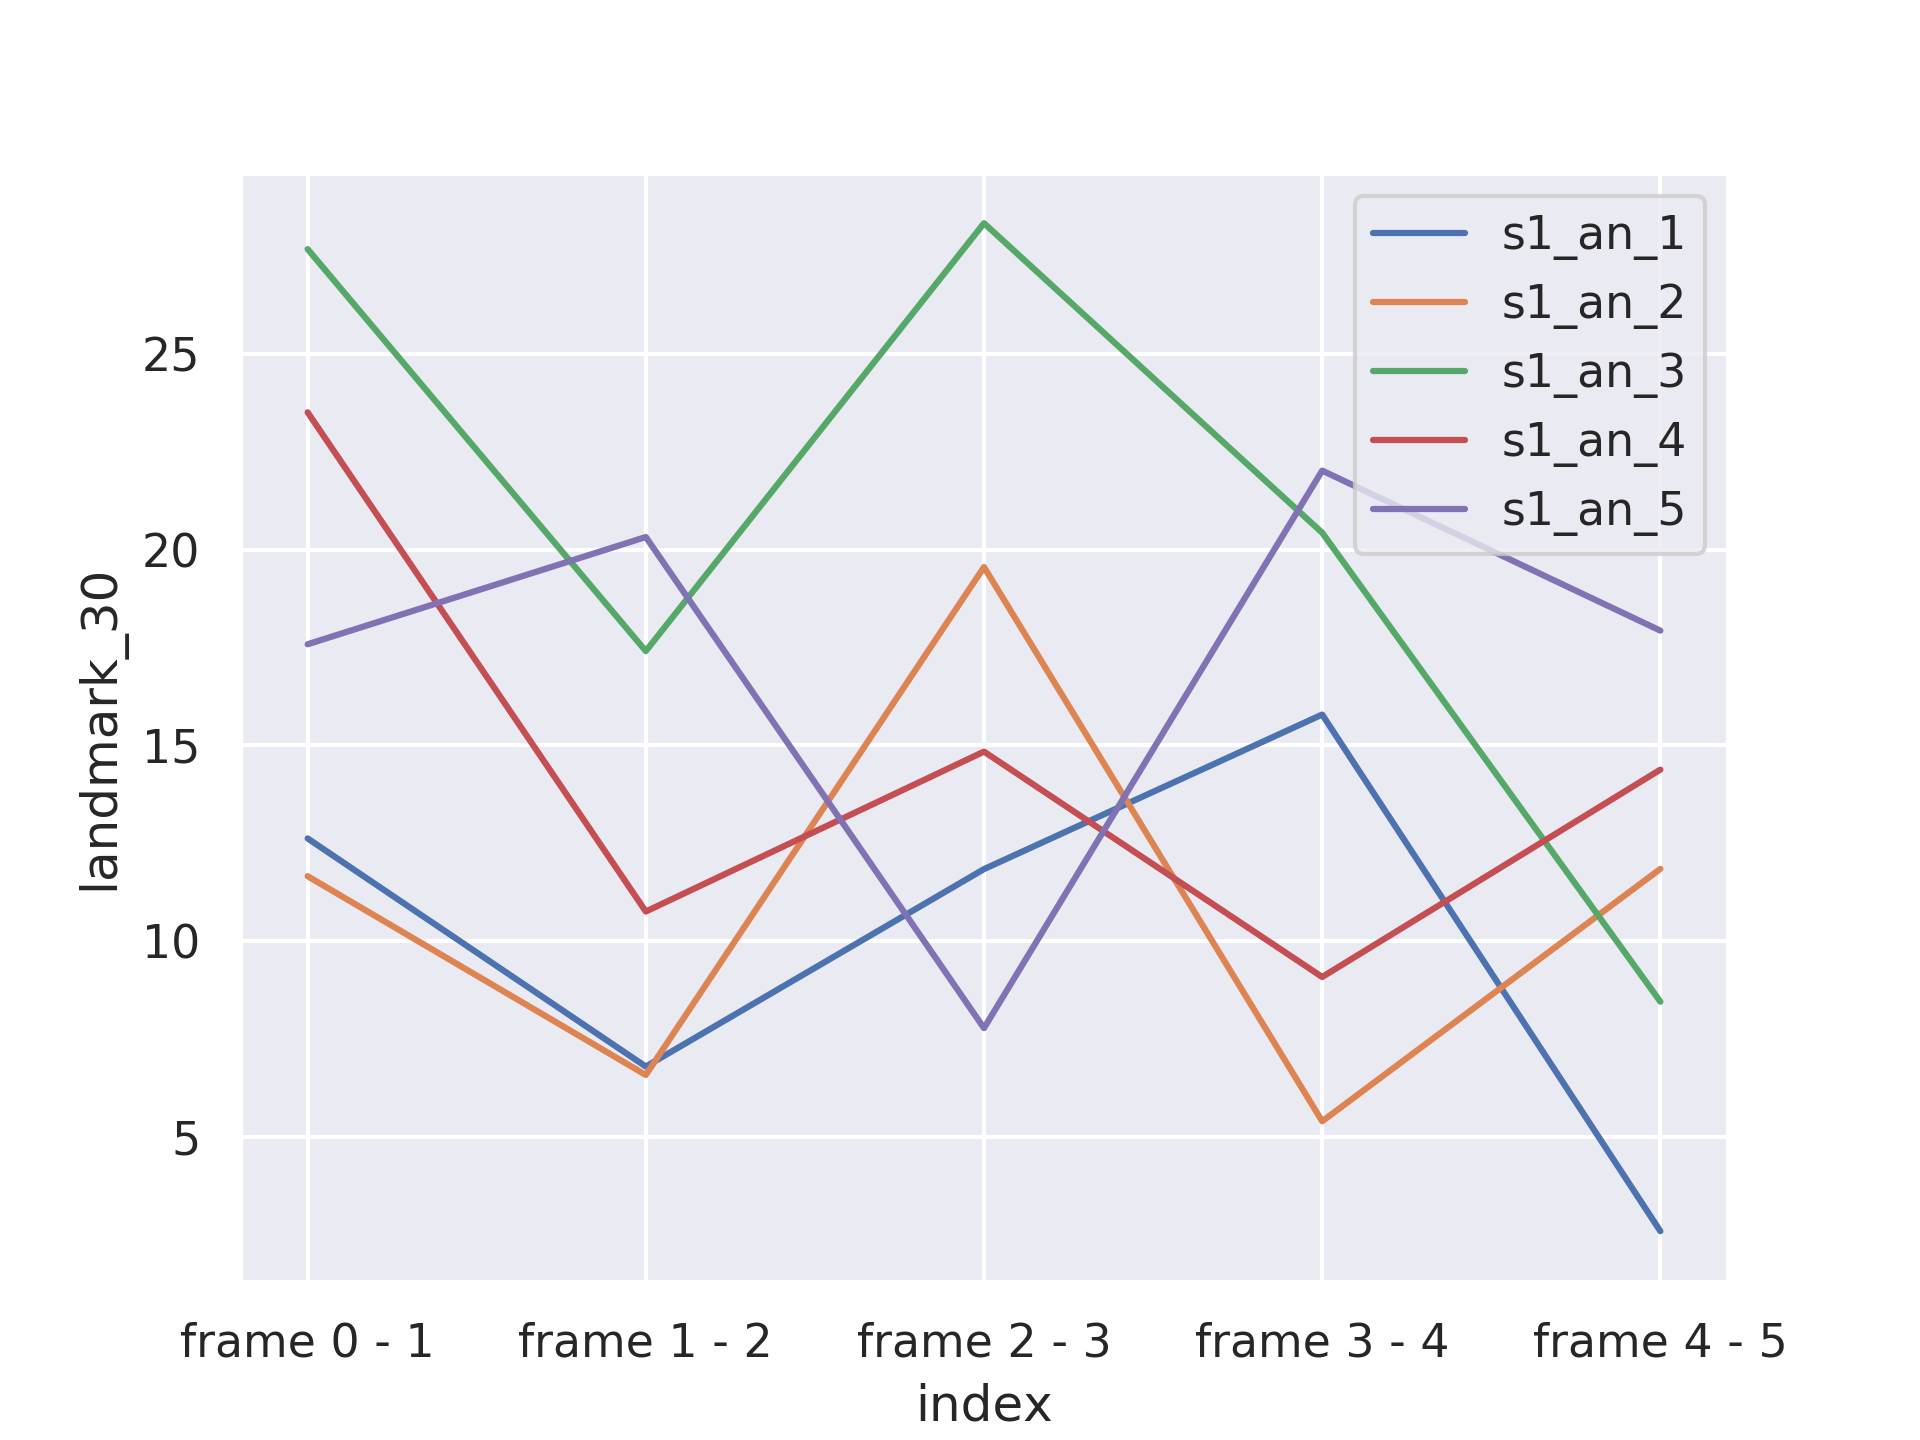 s1_an_1
s1_an_2
s1_an_3
s1_an_4
s1_an_5
landmark_30
25
20
15
10
5
frame 0 - 1
frame 1 - 2
frame 2 - 3
frame 3 - 4
frame 4 - 5
index